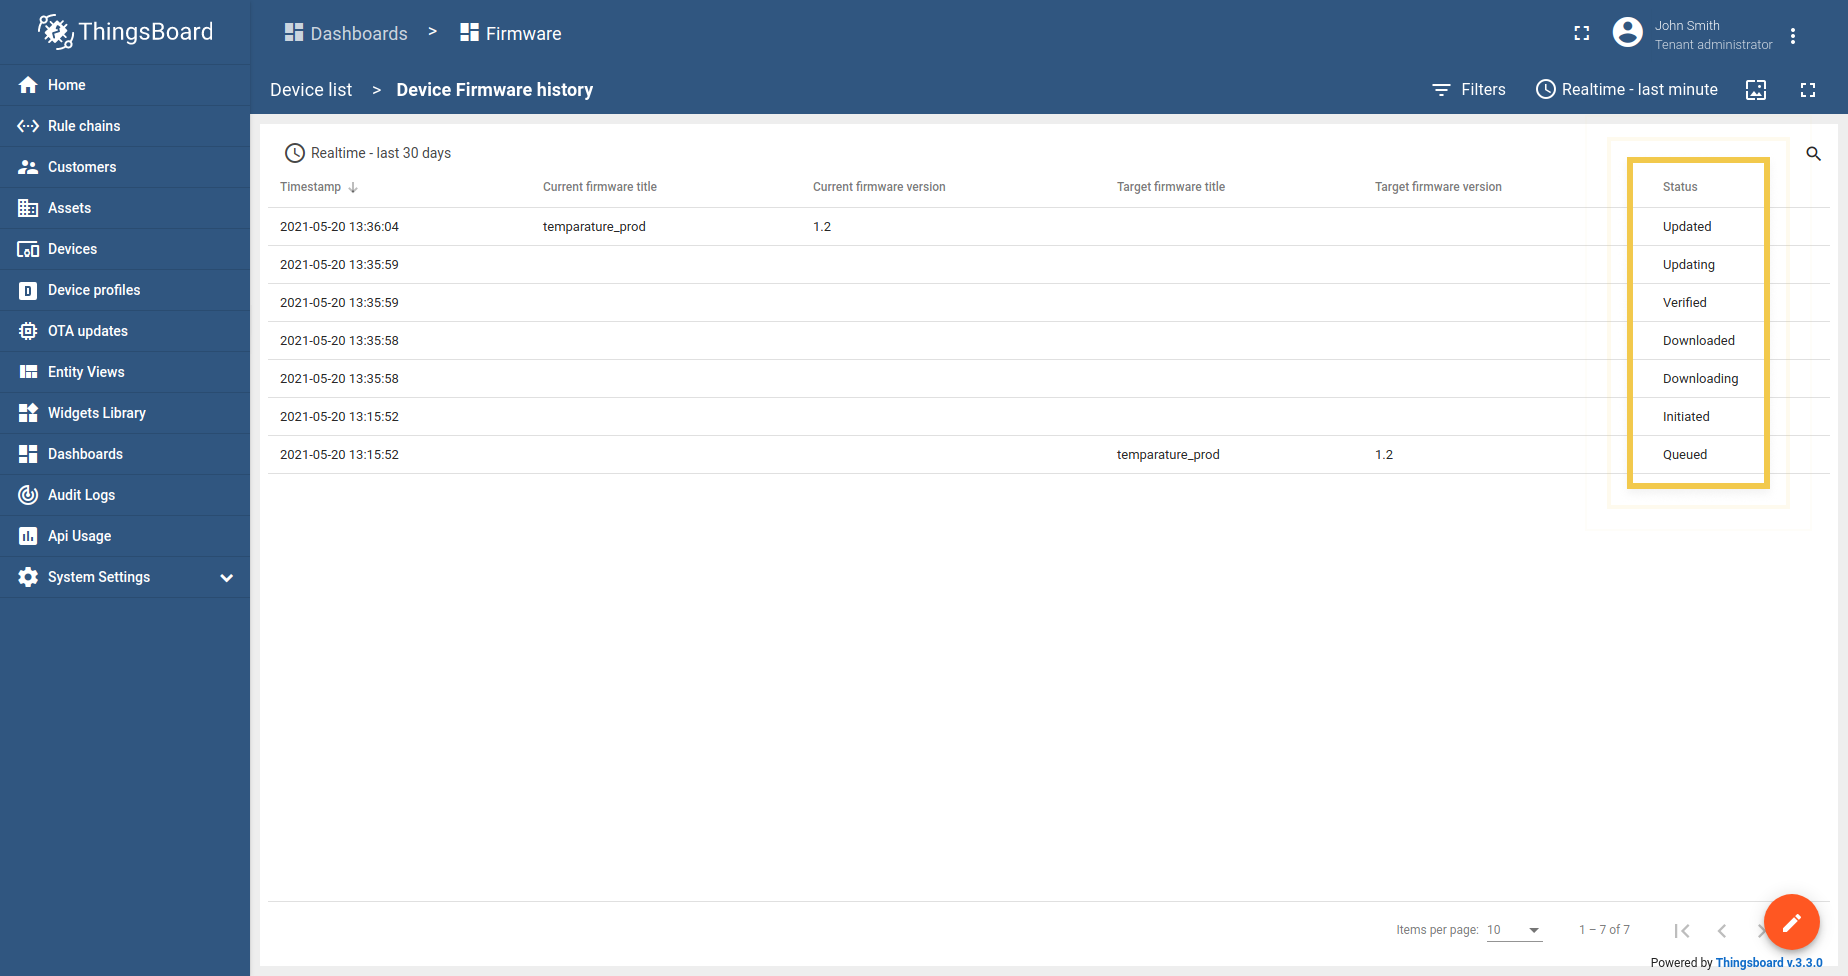 ThingsBoard
Dashboards > Firmware
John Smith
Tenant administrator
Device list > Device Firmware history
Filters
Realtime - last minute
Home
Rule chains
Customers
Assets
Devices
Device profiles
OTA updates
Entity Views
Widgets Library
Dashboards
Audit Logs
Api Usage
System Settings
Realtime - last 30 days
Timestamp Current firmware title Current firmware version Target firmware title Target firmware version Status
2021-05-20 13:36:04 temparature_prod 1.2 Updated
2021-05-20 13:35:59 Updating
2021-05-20 13:35:59 Verified
2021-05-20 13:35:58 Downloaded
2021-05-20 13:35:58 Downloading
2021-05-20 13:15:52 Initiated
2021-05-20 13:15:52 temparature_prod 1.2 Queued
Items per page: 10 1 – 7 of 7
Powered by Thingsboard v.3.3.0